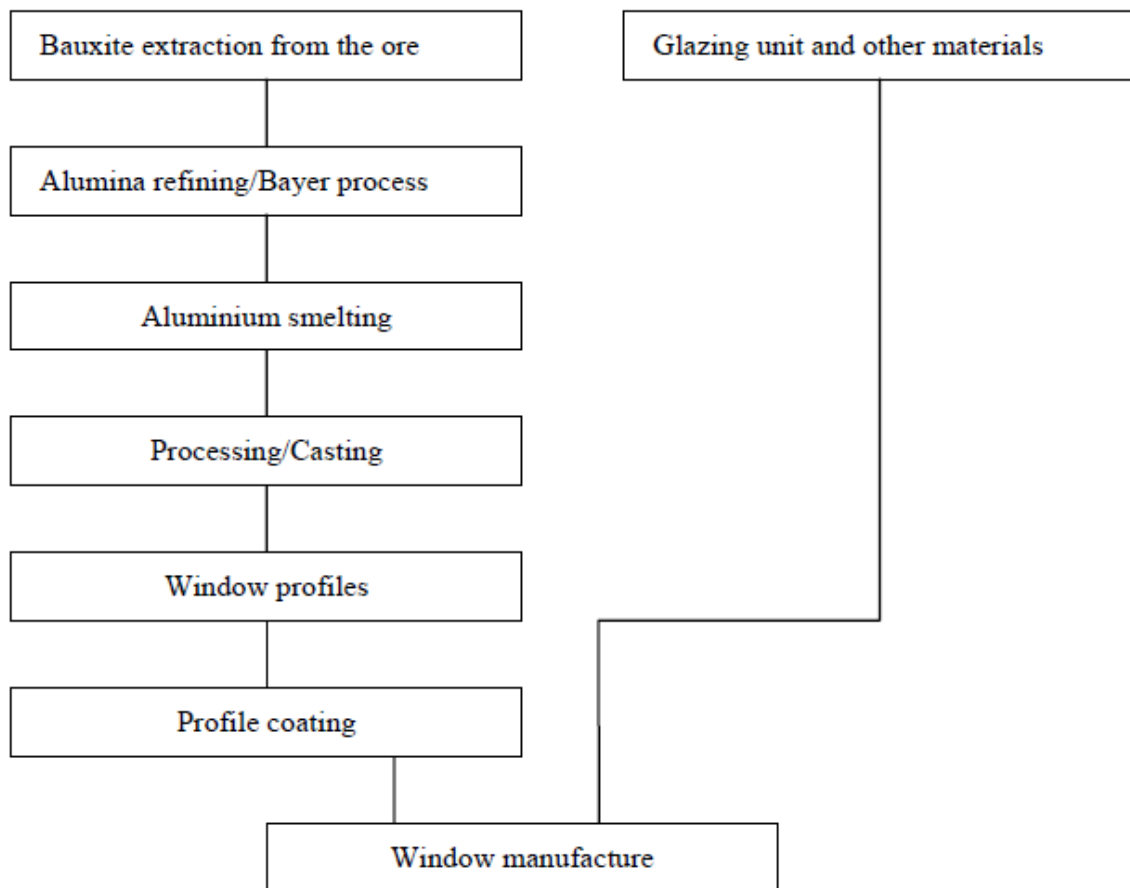 Bauxite extraction from the ore
Glazing unit and other materials
Alumina refining/Bayer process
Aluminium smelting
Processing/Casting
Window profiles
Profile coating
Window manufacture